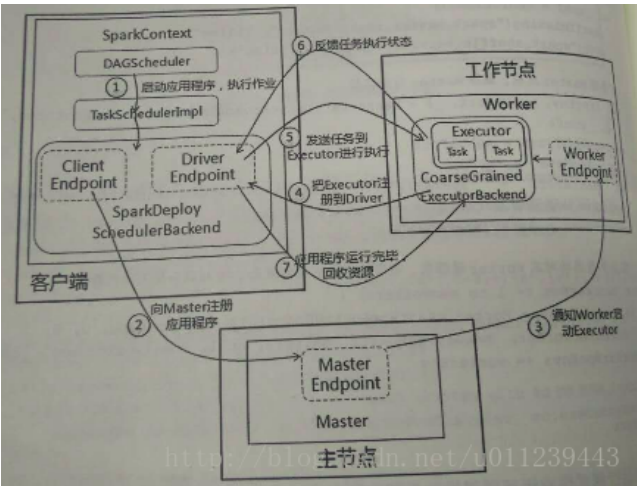 SparkContext
DAGScheduler
① 启动应用程序，执行作业
TaskSchedulerImpl
Client
Endpoint
Driver
Endpoint
SparkDeploy
SchedulerBackend
客户端
⑥ 反馈任务执行状态
⑤ 发送任务到
Executor进行执行
④ 把Executor注
册到Driver
⑦ 应用程序运行完毕，
回收资源
工作节点
Worker
Executor
Task
Task
CoarseGrained
ExecutorBackend
Worker
Endpoint
② 向Master注册
应用程序
③ 通知Worker启
动Executor
Master
Endpoint
Master
主节点